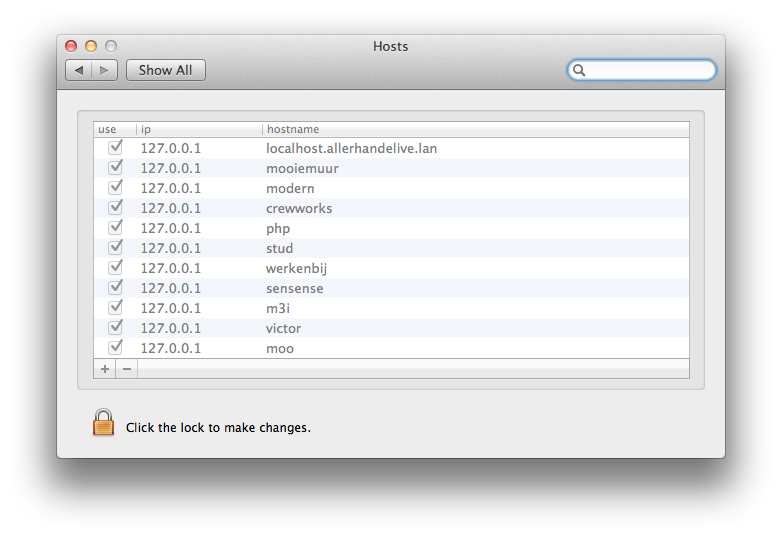 Hosts
Show All
use ip hostname
127.0.0.1 localhost.allerhandelive.lan
127.0.0.1 mooiemuur
127.0.0.1 modern
127.0.0.1 crewworks
127.0.0.1 php
127.0.0.1 stud
127.0.0.1 werkenbij
127.0.0.1 sensense
127.0.0.1 m3i
127.0.0.1 victor
127.0.0.1 moo
Click the lock to make changes.